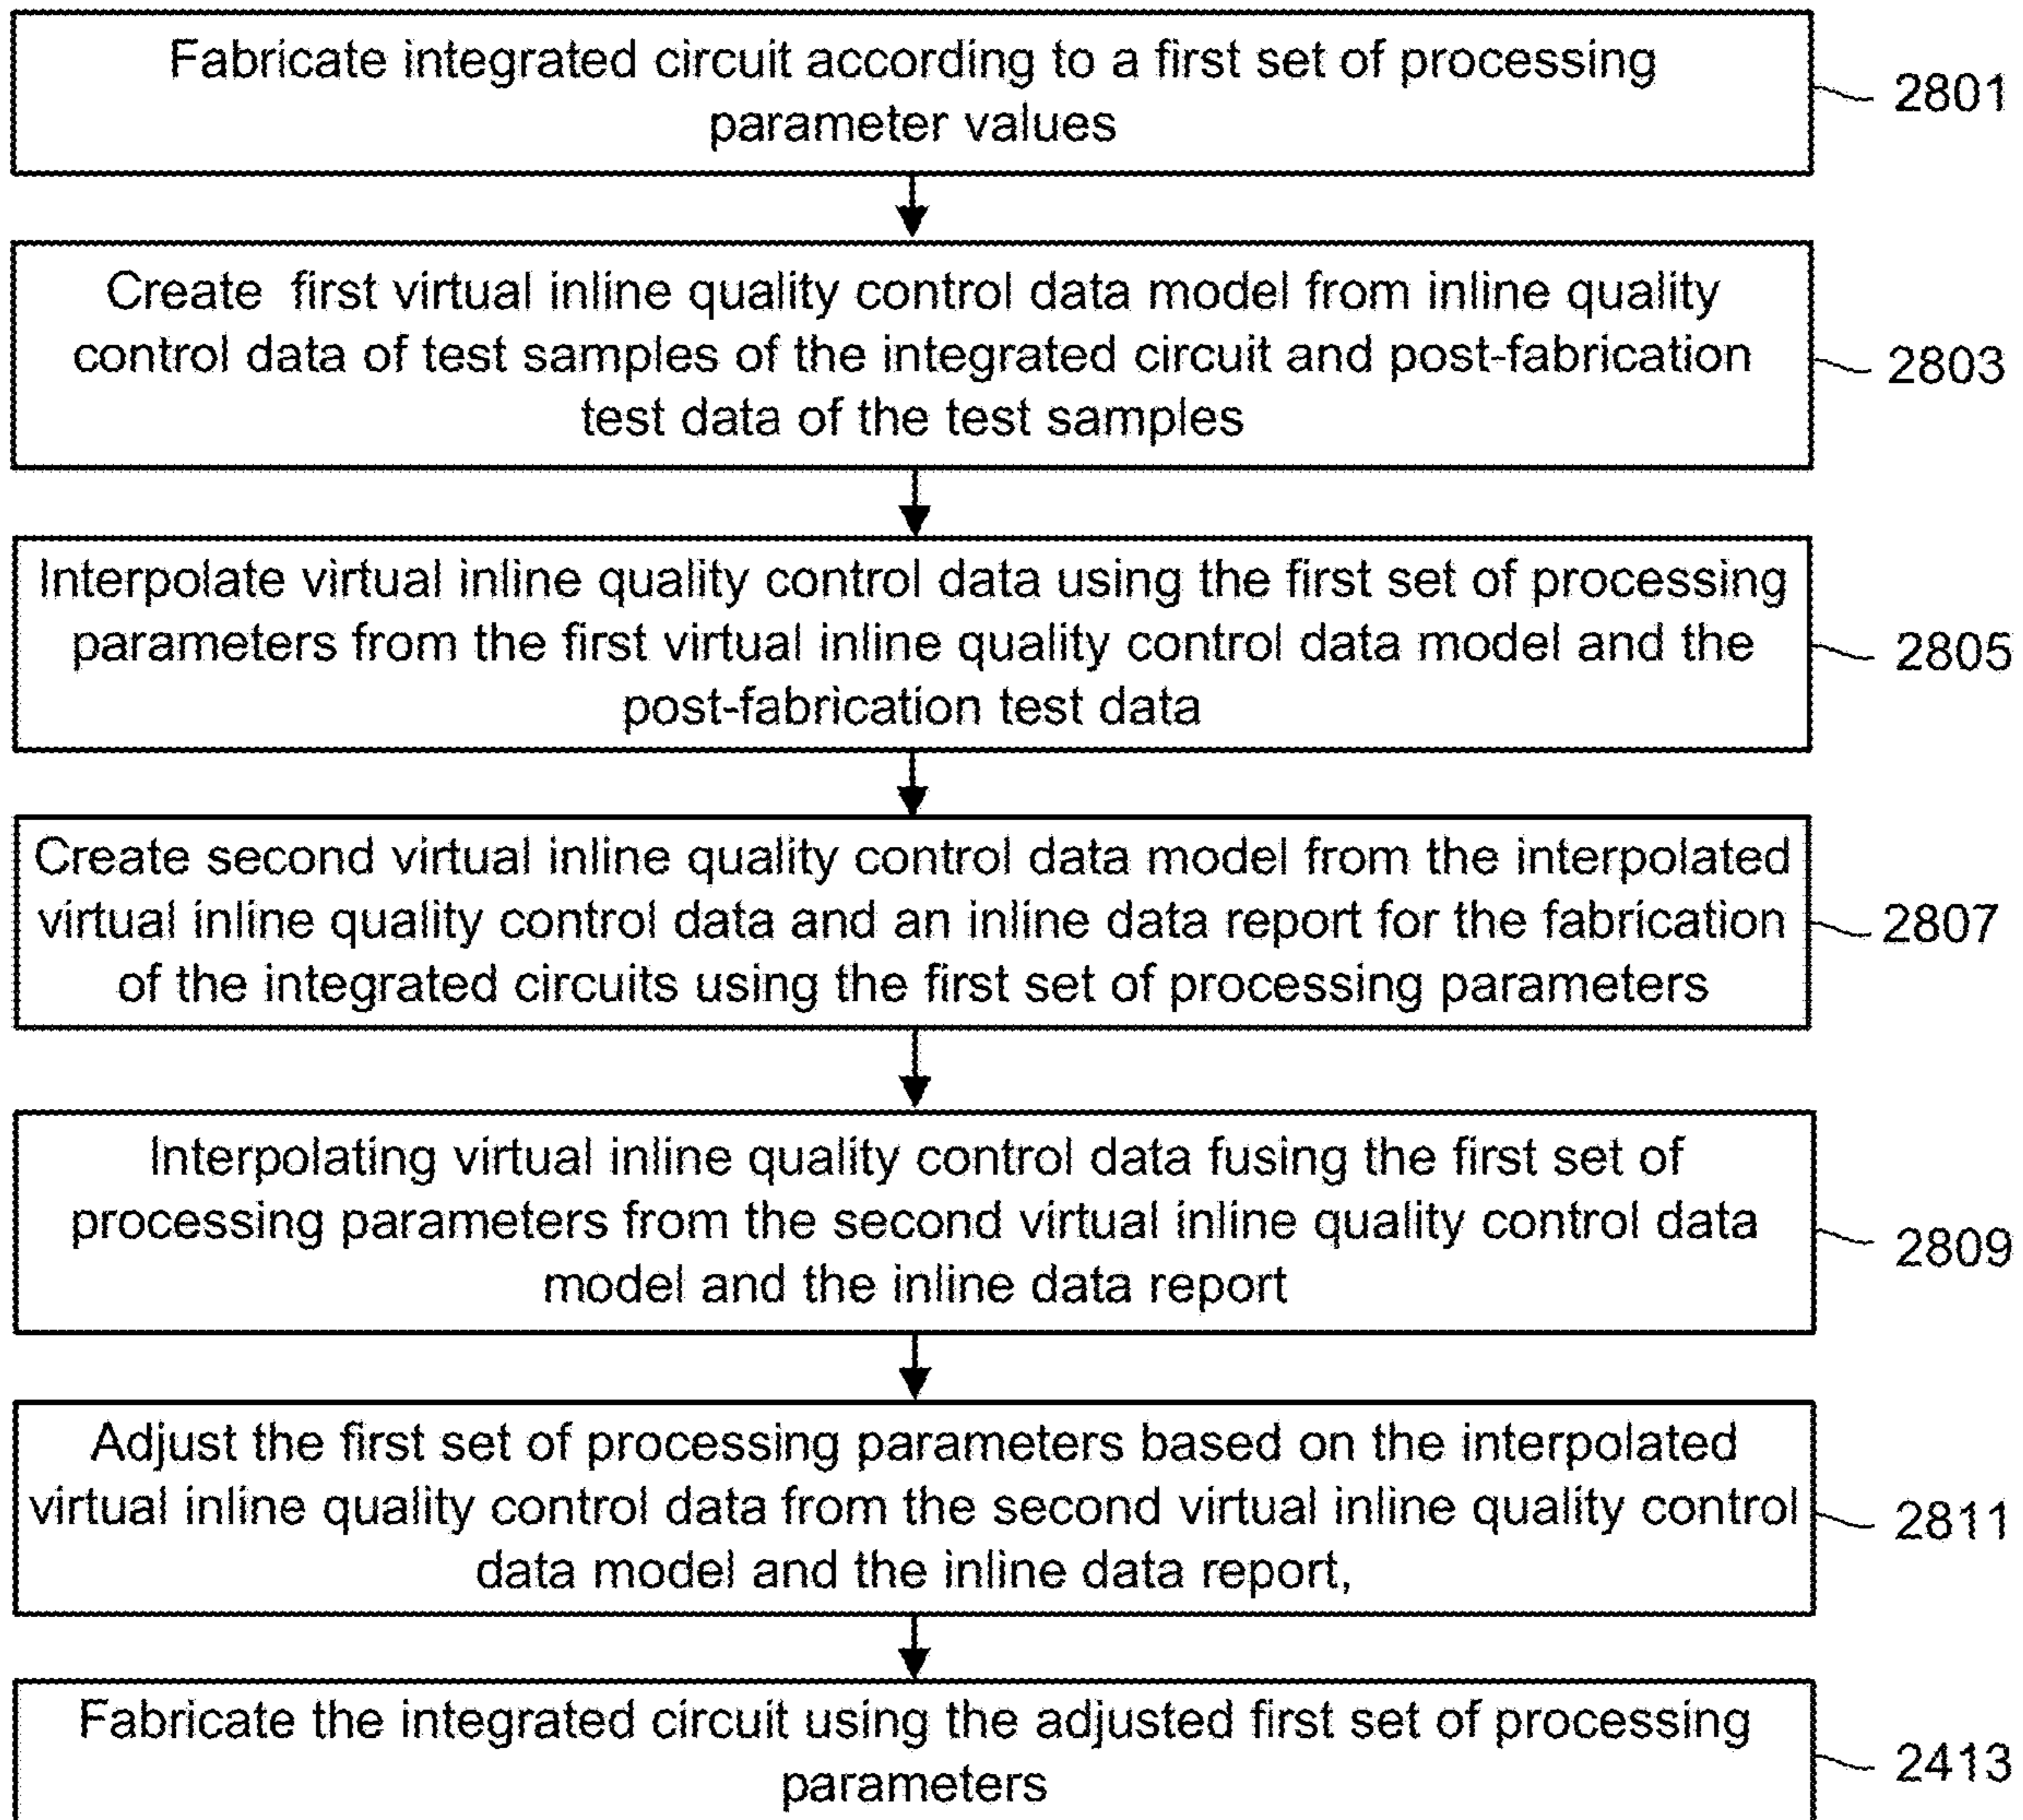 Fabricate integrated circuit according to a first set of processing
parameter values
2801
Create first virtual inline quality control data model from inline quality
control data of test samples of the integrated circuit and post-fabrication
test data of the test samples
2803
Interpolate virtual inline quality control data using the first set of processing
parameters from the first virtual inline quality control data model and the
post-fabrication test data
2805
Create second virtual inline quality control data model from the interpolated
virtual inline quality control data and an inline data report for the fabrication
of the integrated circuits using the first set of processing parameters
2807
Interpolating virtual inline quality control data fusing the first set of
processing parameters from the second virtual inline quality control data
model and the inline data report
2809
Adjust the first set of processing parameters based on the interpolated
virtual inline quality control data from the second virtual inline quality control
data model and the inline data report,
2811
Fabricate the integrated circuit using the adjusted first set of processing
parameters
2413